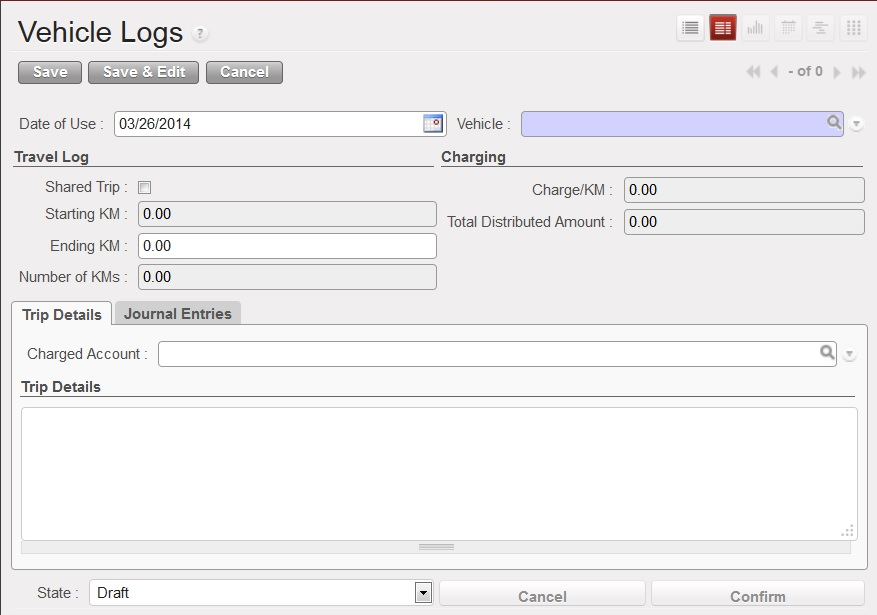 Vehicle Logs ?
Save Save & Edit Cancel - of 0
Date of Use : 03/26/2014 Vehicle :
Travel Log Charging
Shared Trip :
Charge/KM : 0.00
Starting KM : 0.00
Total Distributed Amount : 0.00
Ending KM : 0.00
Number of KMs : 0.00
Trip Details Journal Entries
Charged Account :
Trip Details
State : Draft Cancel Confirm